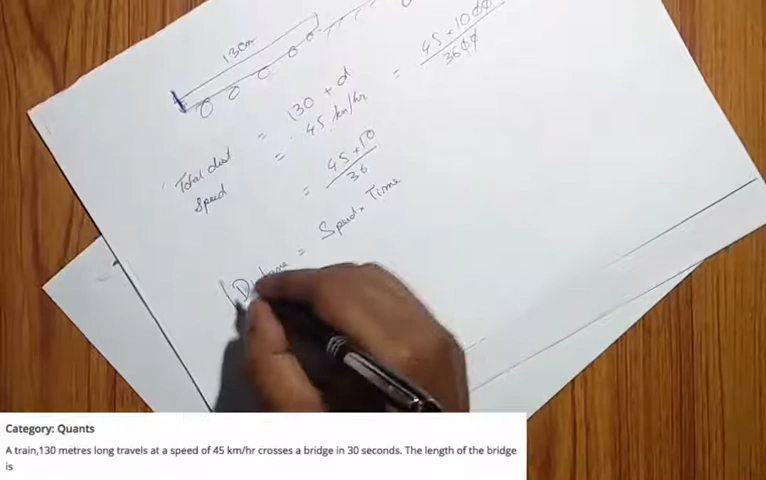 130m
Total dist = 130 + d
Speed = 45 km/hr = 45 × 1000 / 3600
= 45 × 10 / 36
Distance = Speed × Time
Category: Quants
A train,130 metres long travels at a speed of 45 km/hr crosses a bridge in 30 seconds. The length of the bridge
is